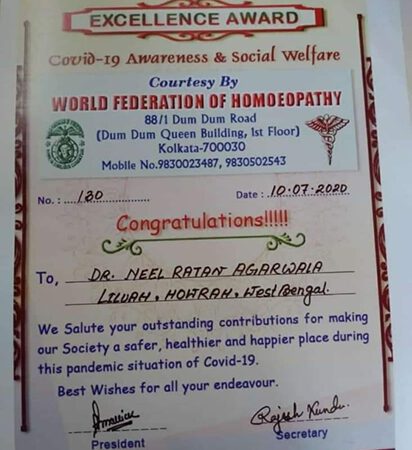 EXCELLENCE AWARD
Covid-19 Awareness & Social Welfare
Courtesy By
WORLD FEDERATION OF HOMOEOPATHY
88/1 Dum Dum Road
(Dum Dum Queen Building, Ist Floor)
Kolkata-700030
Mobile No.9830023487, 9830502543
No. : 130 Date : 10.07.2020
Congratulations!!!!!
To, DR. NEEL RATAN AGARWALA
LILUAH, HOWRAH, West Bengal.
We Salute your outstanding contributions for making
our Society a safer, healthier and happier place during
this pandemic situation of Covid-19.
Best Wishes for all your endeavour.
Rajesh Kundu
President Secretary